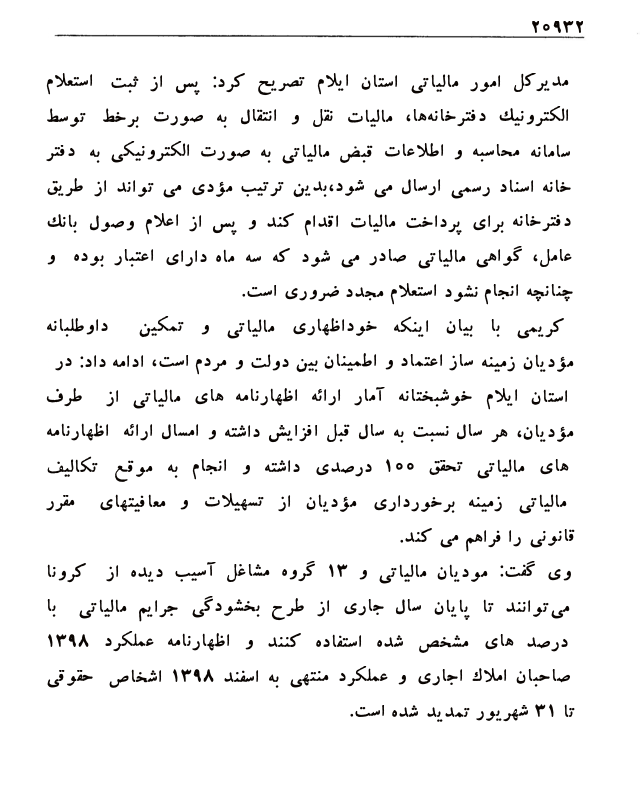 ۲۰۹۳۲
مدیرکل امور مالیاتی استان ایلام تصریح کرد: پس از ثبت استعلام
الکترونیك دفترخانه‌ها، مالیات نقل و انتقال به صورت برخط توسط
سامانه محاسبه و اطلاعات قبض مالیاتی به صورت الکترونیکی به دفتر
خانه اسناد رسمی ارسال می شود،بدین ترتیب مؤدی می تواند از طریق
دفترخانه برای پرداخت مالیات اقدام کند و پس از اعلام وصول بانك
عامل، گواهی مالیاتی صادر می شود که سه ماه دارای اعتبار بوده و
چنانچه انجام نشود استعلام مجدد ضروری است.
کریمی با بیان اینکه خوداظهاری مالیاتی و تمکین داوطلبانه
مؤدیان زمینه ساز اعتماد و اطمینان بین دولت و مردم است، ادامه داد: در
استان ایلام خوشبختانه آمار ارائه اظهارنامه های مالیاتی از طرف
مؤدیان، هر سال نسبت به سال قبل افزایش داشته و امسال ارائه اظهارنامه
های مالیاتی تحقق ۱۰۰ درصدی داشته و انجام به موقع تکالیف
مالیاتی زمینه برخورداری مؤدیان از تسهیلات و معافیتهای مقرر
قانونی را فراهم می کند.
وی گفت: مودیان مالیاتی و ۱۳ گروه مشاغل آسیب دیده از کرونا
می‌توانند تا پایان سال جاری از طرح بخشودگی جرایم مالیاتی با
درصد های مشخص شده استفاده کنند و اظهارنامه عملکرد ۱۳۹۸
صاحبان املاك اجاری و عملکرد منتهی به اسفند ۱۳۹۸ اشخاص حقوقی
تا ۳۱ شهریور تمدید شده است.